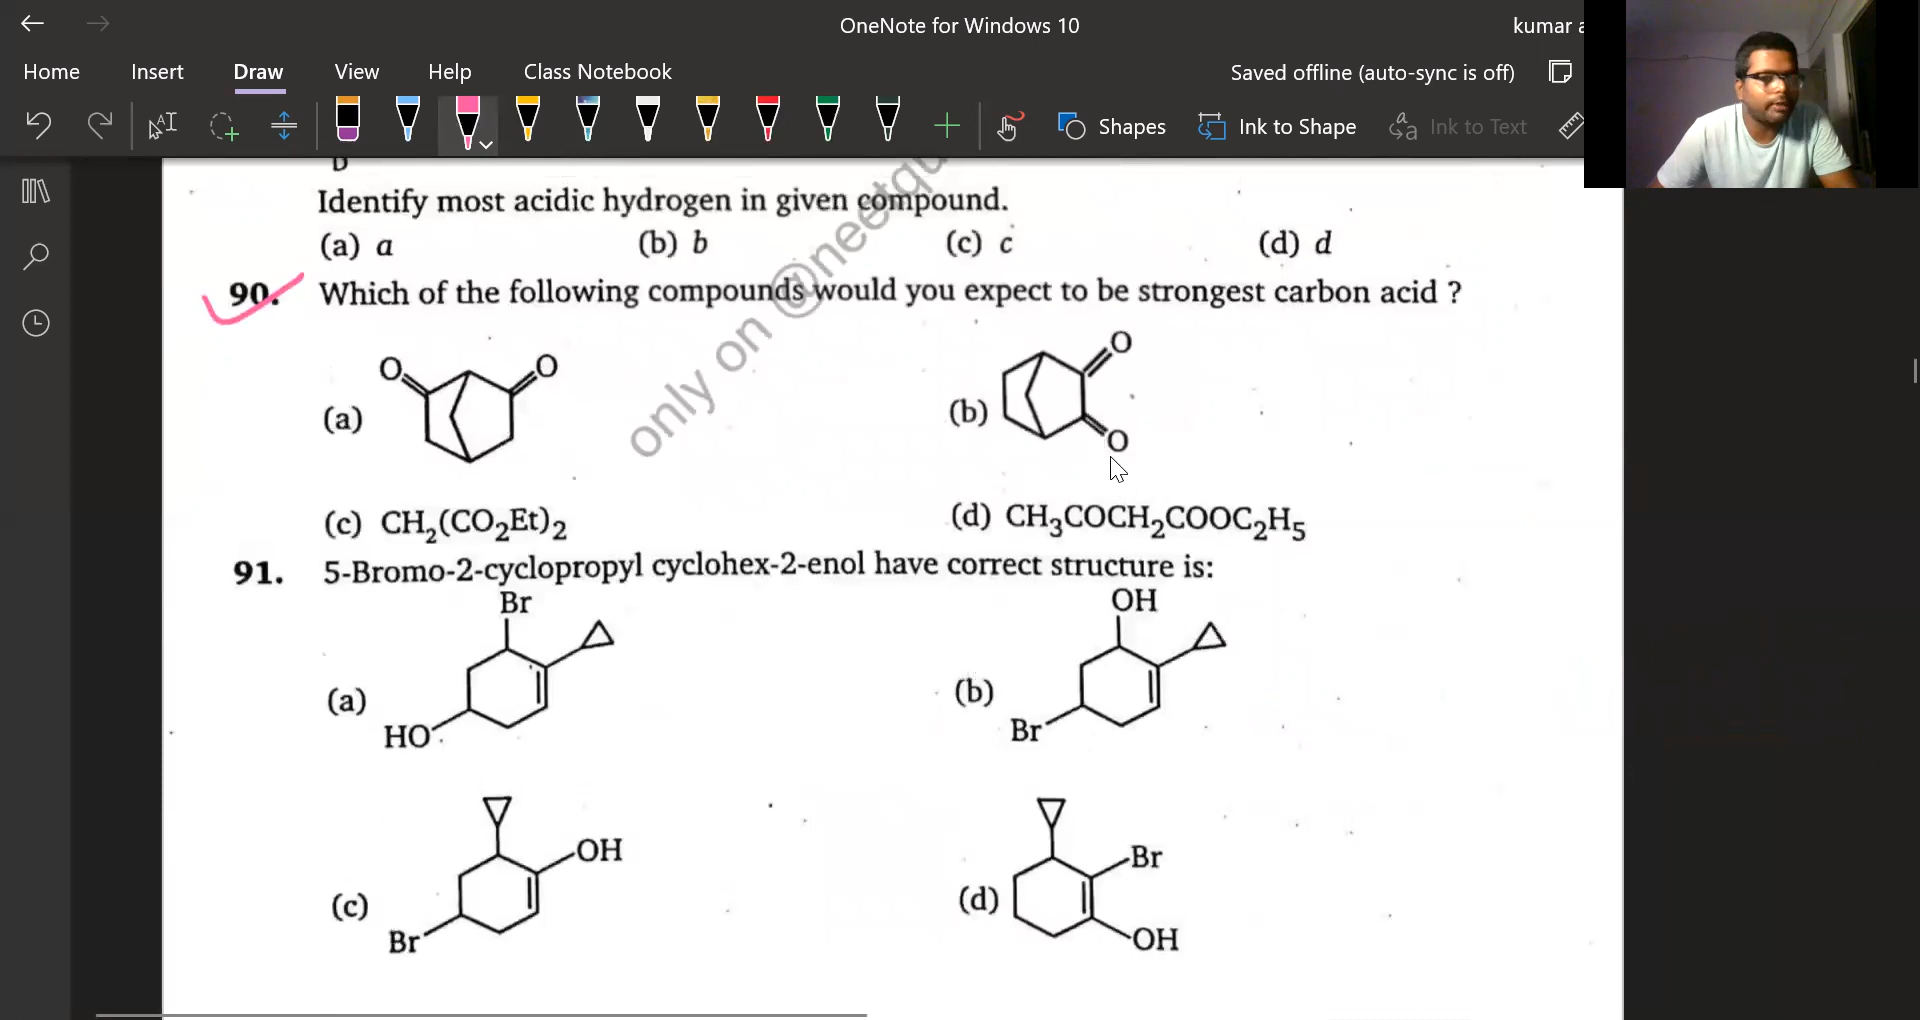 OneNote for Windows 10
kumar a
Home Insert Draw View Help Class Notebook
Saved offline (auto-sync is off)
Shapes Ink to Shape Ink to Text
D
Identify most acidic hydrogen in given compound.
(a) a (b) b (c) c (d) d
90. Which of the following compounds would you expect to be strongest carbon acid ?
only on @neetqu
(a) O O
(b) O O
(c) CH₂(CO₂Et)₂ (d) CH₃COCH₂COOC₂H₅
91. 5-Bromo-2-cyclopropyl cyclohex-2-enol have correct structure is:
(a) Br HO
(b) OH Br
(c) OH Br
(d) Br OH